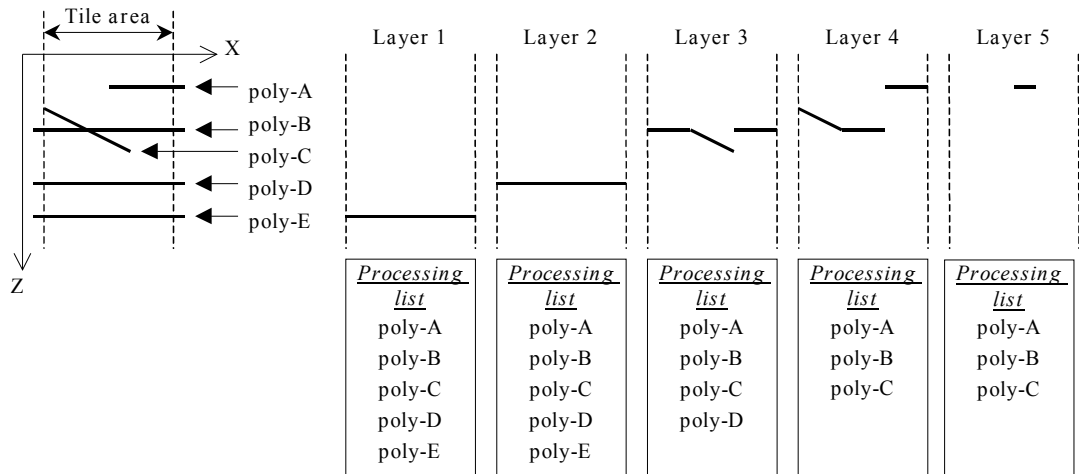 Tile area
X
poly-A
poly-B
poly-C
poly-D
poly-E
Z
Layer 1
Layer 2
Layer 3
Layer 4
Layer 5
Processing
list
poly-A
poly-B
poly-C
poly-D
poly-E
Processing
list
poly-A
poly-B
poly-C
poly-D
poly-E
Processing
list
poly-A
poly-B
poly-C
poly-D
Processing
list
poly-A
poly-B
poly-C
Processing
list
poly-A
poly-B
poly-C